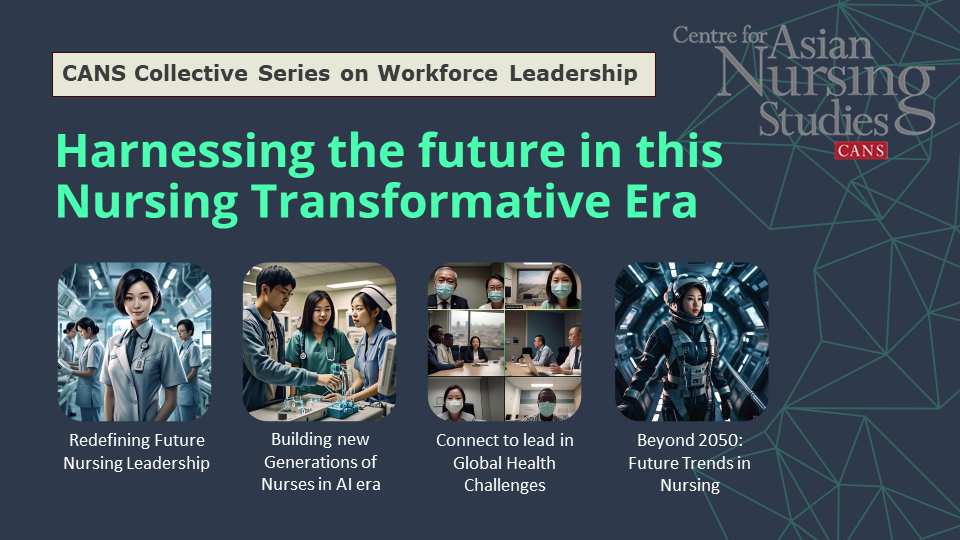 Centre for
Asian
Nursing
Studies
CANS
CANS Collective Series on Workforce Leadership
Harnessing the future in this
Nursing Transformative Era
Redefining Future
Nursing Leadership
Building new
Generations of
Nurses in AI era
Connect to lead in
Global Health
Challenges
Beyond 2050:
Future Trends in
Nursing